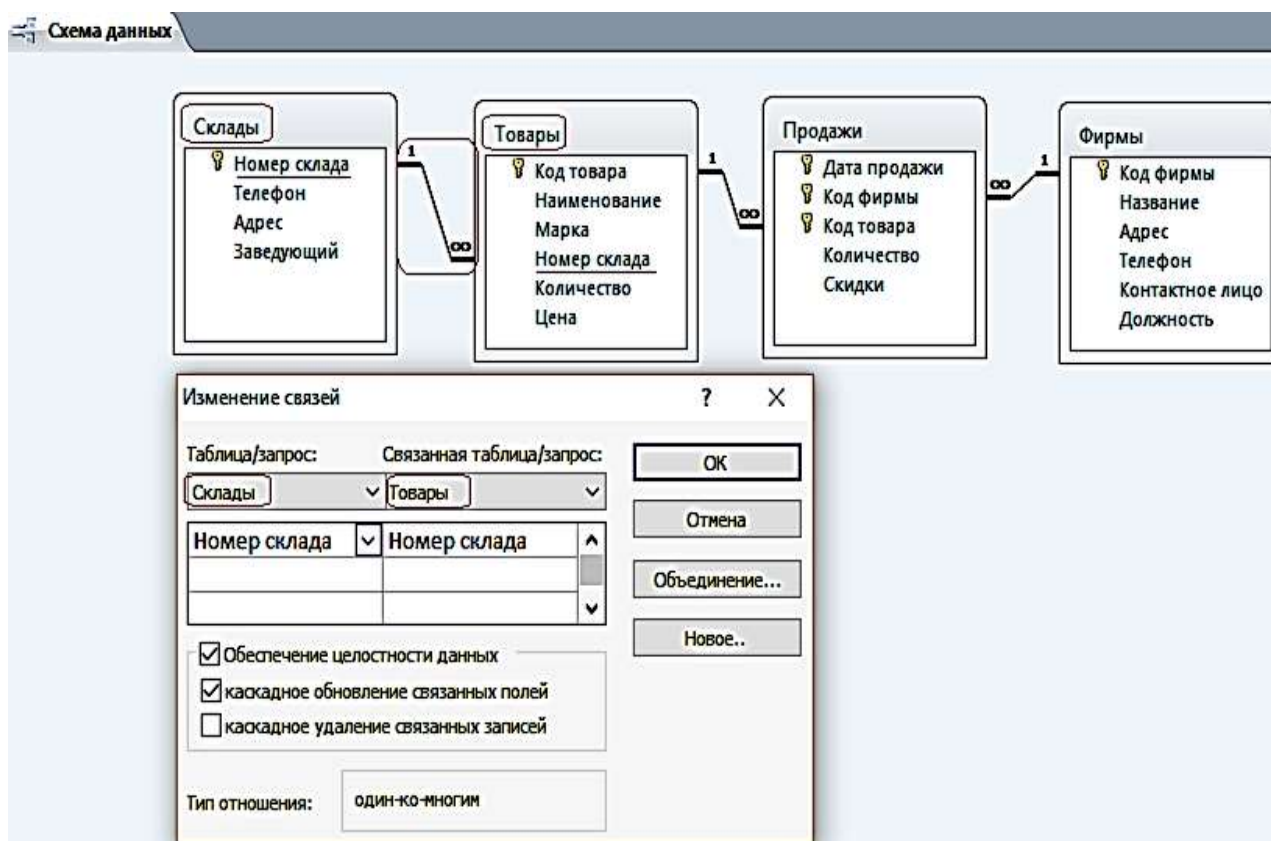 Схема данных
Склады
Номер склада
Телефон
Адрес
Заведующий
1
∞
Товары
Код товара
Наименование
Марка
Номер склада
Количество
Цена
1
∞
Продажи
Дата продажи
Код фирмы
Код товара
Количество
Скидки
∞
1
Фирмы
Код фирмы
Название
Адрес
Телефон
Контактное лицо
Должность
Изменение связей ?
Таблица/запрос: Связанная таблица/запрос:
Склады Товары
Номер склада Номер склада
Обеспечение целостности данных
каскадное обновление связанных полей
каскадное удаление связанных записей
Тип отношения: один-ко-многим
ОК
Отмена
Объединение...
Новое..